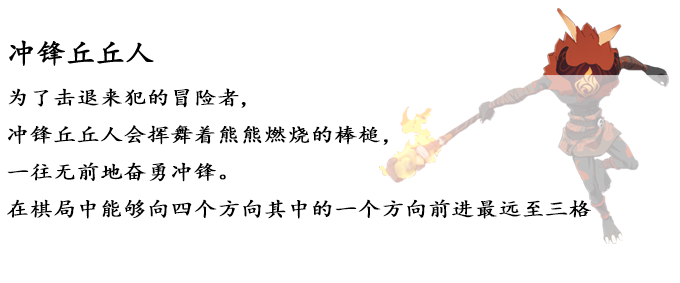 冲锋丘丘人
为了击退来犯的冒险者，
冲锋丘丘人会挥舞着熊熊燃烧的棒槌，
一往无前地奋勇冲锋。
在棋局中能够向四个方向其中的一个方向前进最远至三格